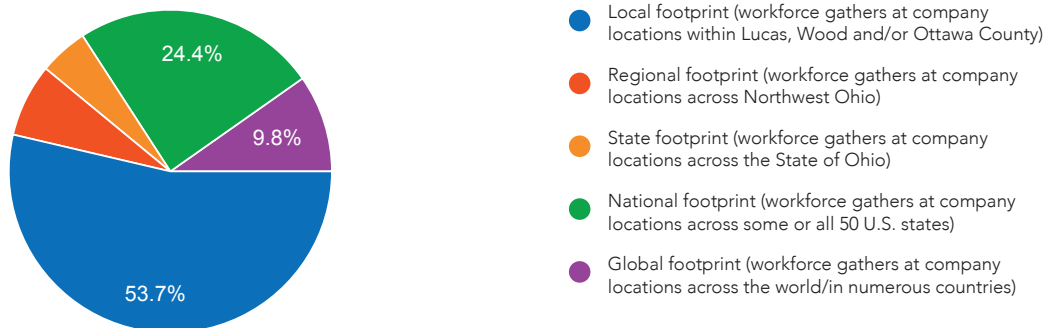 24.4%
9.8%
53.7%
Local footprint (workforce gathers at company
locations within Lucas, Wood and/or Ottawa County)
Regional footprint (workforce gathers at company
locations across Northwest Ohio)
State footprint (workforce gathers at company
locations across the State of Ohio)
National footprint (workforce gathers at company
locations across some or all 50 U.S. states)
Global footprint (workforce gathers at company
locations across the world/in numerous countries)